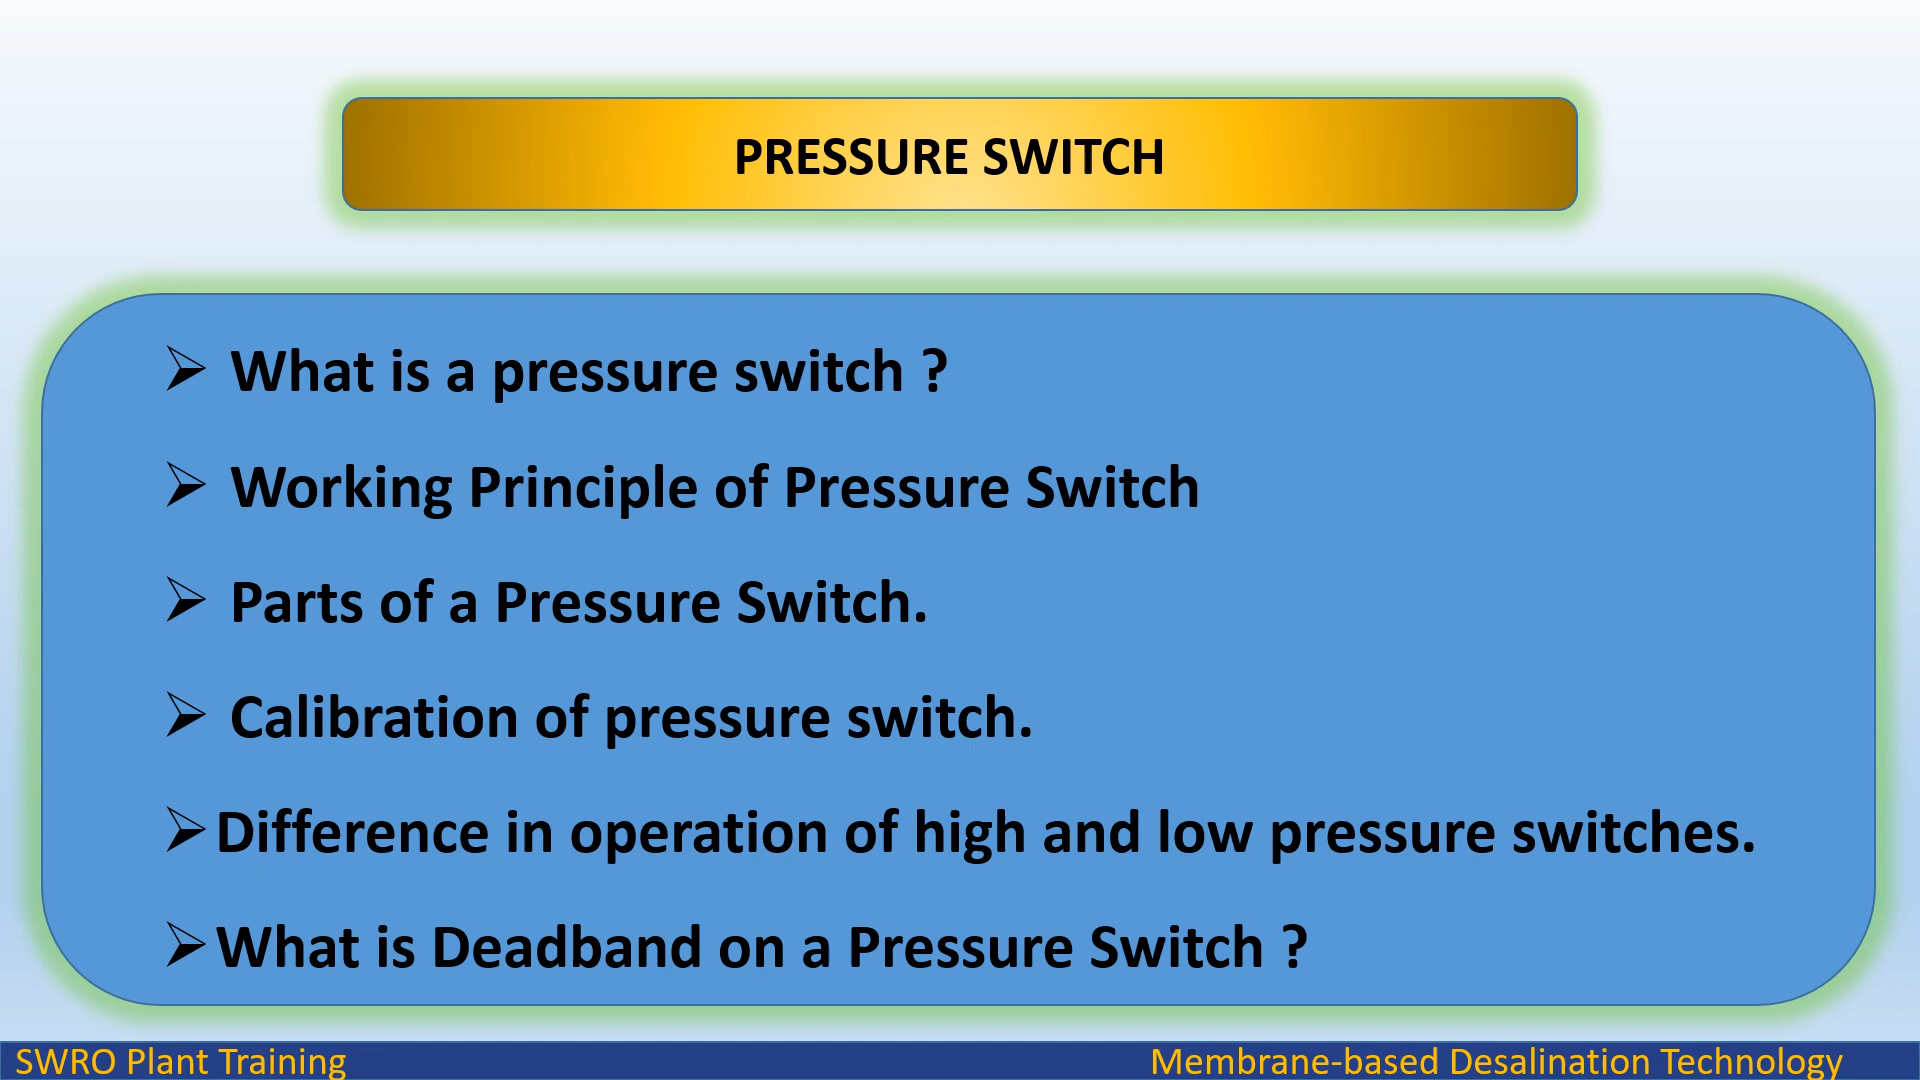 PRESSURE SWITCH
What is a pressure switch ?
Working Principle of Pressure Switch
Parts of a Pressure Switch.
Calibration of pressure switch.
Difference in operation of high and low pressure switches.
What is Deadband on a Pressure Switch ?
SWRO Plant Training
Membrane-based Desalination Technology